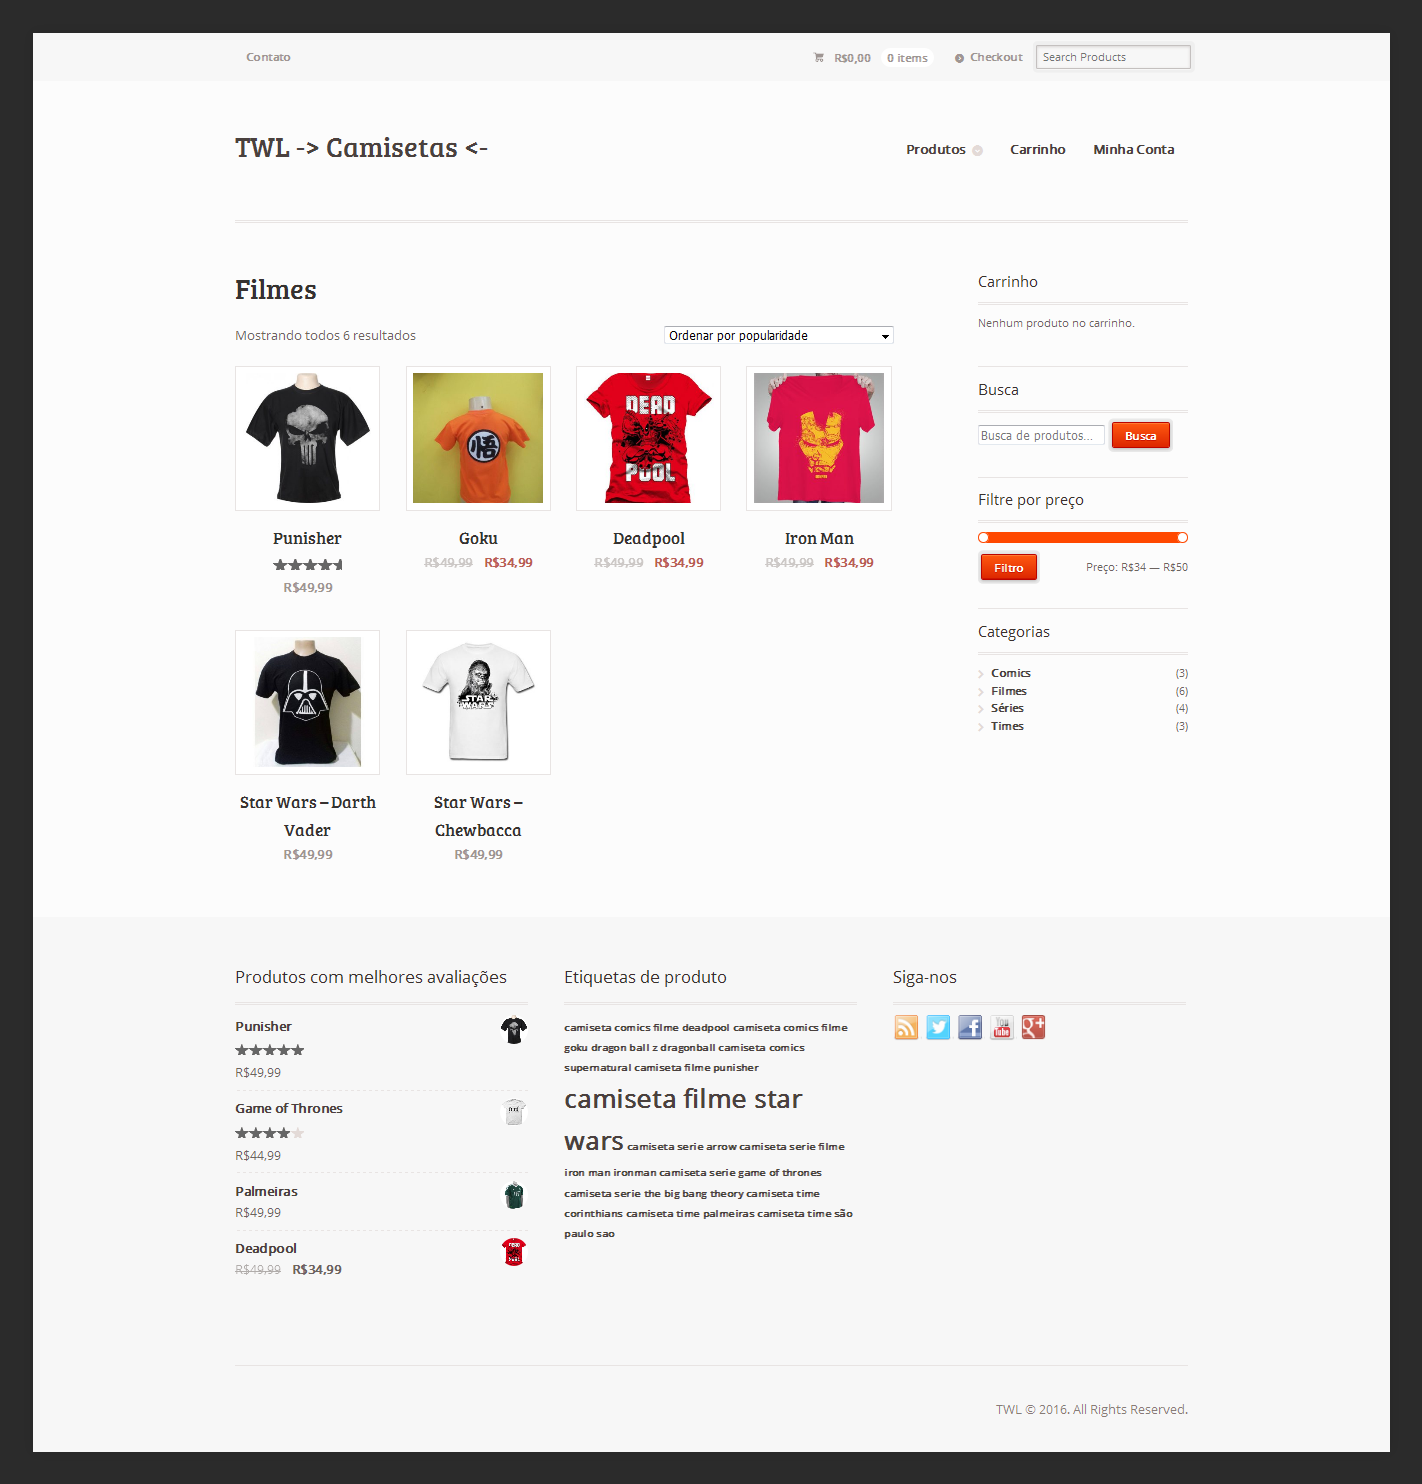 Contato
R$0,00 0 items Checkout Search Products
TWL -> Camisetas <-
Produtos Carrinho Minha Conta
Filmes
Mostrando todos 6 resultados
Ordenar por popularidade
DEAD
POOL
悟
Punisher
R$49,99
Goku
R$49,99 R$34,99
Deadpool
R$49,99 R$34,99
Iron Man
R$49,99 R$34,99
STAR
WARS
Star Wars – Darth
Vader
R$49,99
Star Wars –
Chewbacca
R$49,99
Carrinho
Nenhum produto no carrinho.
Busca
Busca de produtos... Busca
Filtre por preço
Filtro Preço: R$34 — R$50
Categorias
Comics (3)
Filmes (6)
Séries (4)
Times (3)
Produtos com melhores avaliações
Punisher
R$49,99
Game of Thrones
R$44,99
Palmeiras
R$49,99
Deadpool
R$49,99 R$34,99
Etiquetas de produto
camiseta comics filme deadpool camiseta comics filme
goku dragon ball z dragonball camiseta comics
supernatural camiseta filme punisher
camiseta filme star
wars camiseta serie arrow camiseta serie filme
iron man ironman camiseta serie game of thrones
camiseta serie the big bang theory camiseta time
corinthians camiseta time palmeiras camiseta time são
paulo sao
Siga-nos
You
Tube
g+
TWL © 2016. All Rights Reserved.